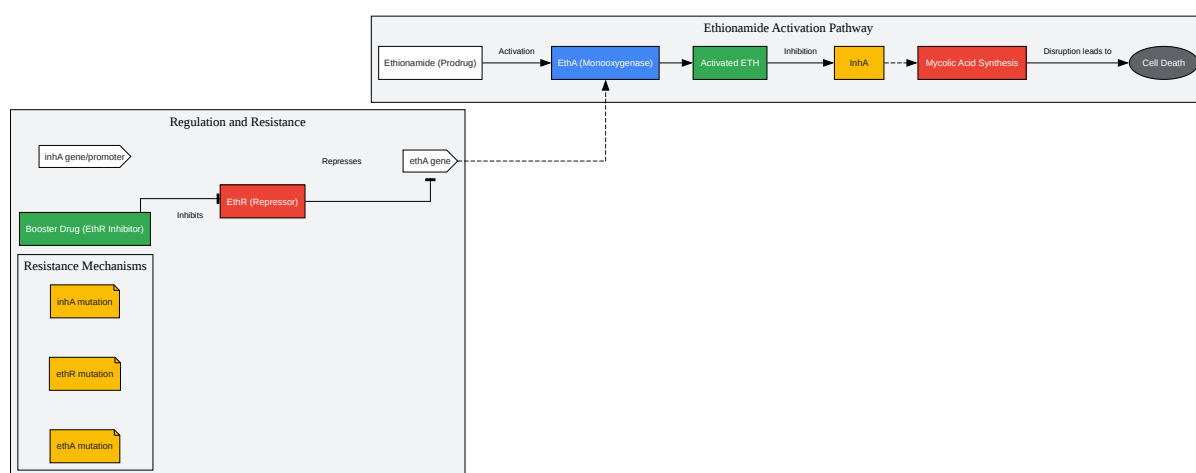 Ethionamide Activation Pathway
Ethionamide (Prodrug)
Activation
EthA (Monooxygenase)
Activated ETH
Inhibition
InhA
Mycolic Acid Synthesis
Disruption leads to
Cell Death
Regulation and Resistance
inhA gene/promoter
Represses
ethA gene
EthR (Repressor)
Inhibits
Booster Drug (EthR Inhibitor)
Resistance Mechanisms
inhA mutation
ethR mutation
ethA mutation